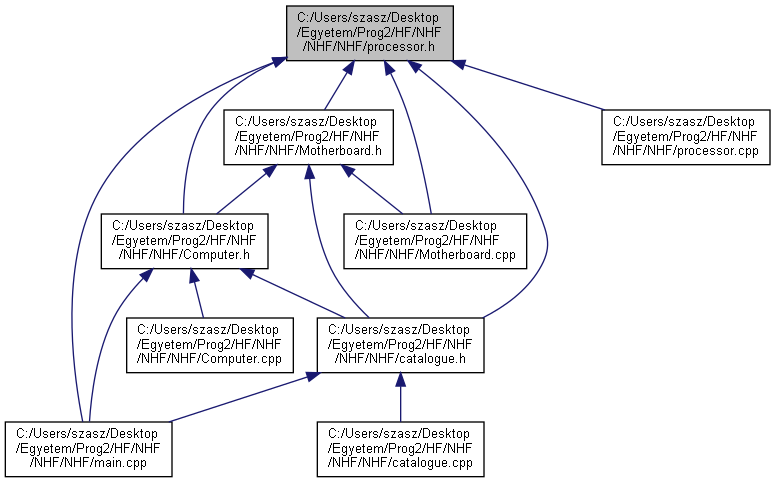 C:/Users/szasz/Desktop
/Egyetem/Prog2/HF/NHF
/NHF/NHF/processor.h
C:/Users/szasz/Desktop
/Egyetem/Prog2/HF/NHF
/NHF/NHF/Motherboard.h
C:/Users/szasz/Desktop
/Egyetem/Prog2/HF/NHF
/NHF/NHF/processor.cpp
C:/Users/szasz/Desktop
/Egyetem/Prog2/HF/NHF
/NHF/NHF/Computer.h
C:/Users/szasz/Desktop
/Egyetem/Prog2/HF/NHF
/NHF/NHF/Motherboard.cpp
C:/Users/szasz/Desktop
/Egyetem/Prog2/HF/NHF
/NHF/NHF/Computer.cpp
C:/Users/szasz/Desktop
/Egyetem/Prog2/HF/NHF
/NHF/NHF/catalogue.h
C:/Users/szasz/Desktop
/Egyetem/Prog2/HF/NHF
/NHF/NHF/main.cpp
C:/Users/szasz/Desktop
/Egyetem/Prog2/HF/NHF
/NHF/NHF/catalogue.cpp